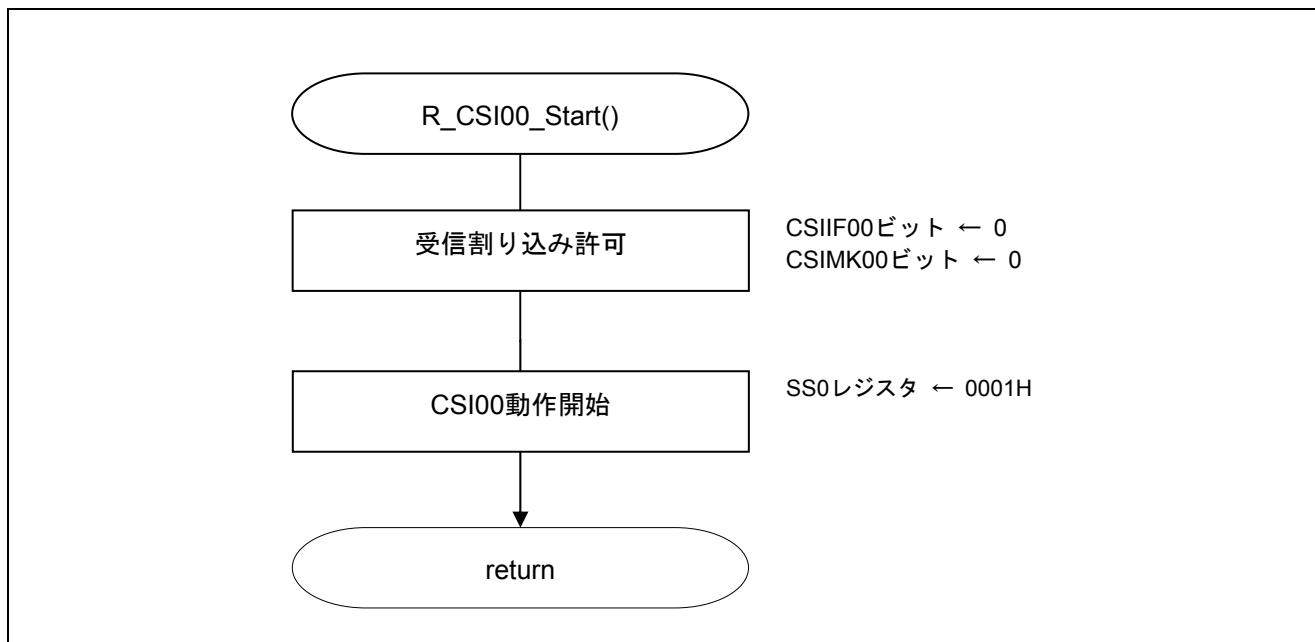 R_CSI00_Start()
受信割り込み許可
CSIIF00ビット ← 0
CSIMK00ビット ← 0
CSI00動作開始
SS0レジスタ ← 0001H
return